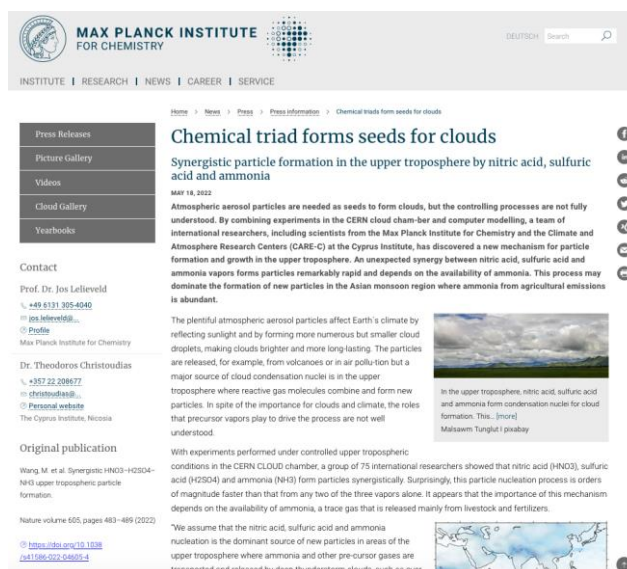 MAX PLANCK INSTITUTE
FOR CHEMISTRY
DEUTSCH
Search
INSTITUTE | RESEARCH | NEWS | CAREER | SERVICE
Home > News > Press > Press information > Chemical triads form seeds for clouds
Press Releases
Picture Gallery
Videos
Cloud Gallery
Yearbooks
Contact
Prof. Dr. Jos Lelieveld
+49 6131 305-4040
jos.lelieveld@...
Profile
Max Planck Institute for Chemistry
Dr. Theodoros Christoudias
+357 22 208677
christoudias@...
Personal website
The Cyprus Institute, Nicosia
Original publication
Wang, M. et al. Synergistic HNO3–H2SO4–
NH3 upper tropospheric particle
formation.
Nature volume 605, pages 483–489 (2022)
https://doi.org/10.1038
/s41586-022-04605-4
Chemical triad forms seeds for clouds
Synergistic particle formation in the upper troposphere by nitric acid, sulfuric
acid and ammonia
MAY 18, 2022
Atmospheric aerosol particles are needed as seeds to form clouds, but the controlling processes are not fully
understood. By combining experiments in the CERN cloud cham-ber and computer modelling, a team of
international researchers, including scientists from the Max Planck Institute for Chemistry and the Climate and
Atmosphere Research Centers (CARE-C) at the Cyprus Institute, has discovered a new mechanism for particle
formation and growth in the upper troposphere. An unexpected synergy between nitric acid, sulfuric acid and
ammonia vapors forms particles remarkably rapid and depends on the availability of ammonia. This process may
dominate the formation of new particles in the Asian monsoon region where ammonia from agricultural emissions
is abundant.
The plentiful atmospheric aerosol particles affect Earth's climate by
reflecting sunlight and by forming more numerous but smaller cloud
droplets, making clouds brighter and more long-lasting. The particles
are released, for example, from volcanoes or in air pollu-tion but a
major source of cloud condensation nuclei is in the upper
troposphere where reactive gas molecules combine and form new
particles. In spite of the importance for clouds and climate, the roles
that precursor vapors play to drive the process are not well
understood.
In the upper troposphere, nitric acid, sulfuric acid
and ammonia form condensation nuclei for cloud
formation. This... [more]
Malsawm Tunglut I pixabay
With experiments performed under controlled upper tropospheric
conditions in the CERN CLOUD chamber, a group of 75 international researchers showed that nitric acid (HNO3), sulfuric
acid (H2SO4) and ammonia (NH3) form particles synergistically. Surprisingly, this particle nucleation process is orders
of magnitude faster than that from any two of the three vapors alone. It appears that the importance of this mechanism
depends on the availability of ammonia, a trace gas that is released mainly from livestock and fertilizers.
"We assume that the nitric acid, sulfuric acid and ammonia
nucleation is the dominant source of new particles in areas of the
upper troposphere where ammonia and other pre-cursor gases are
transported and released by deep thunderstorm clouds, such as over